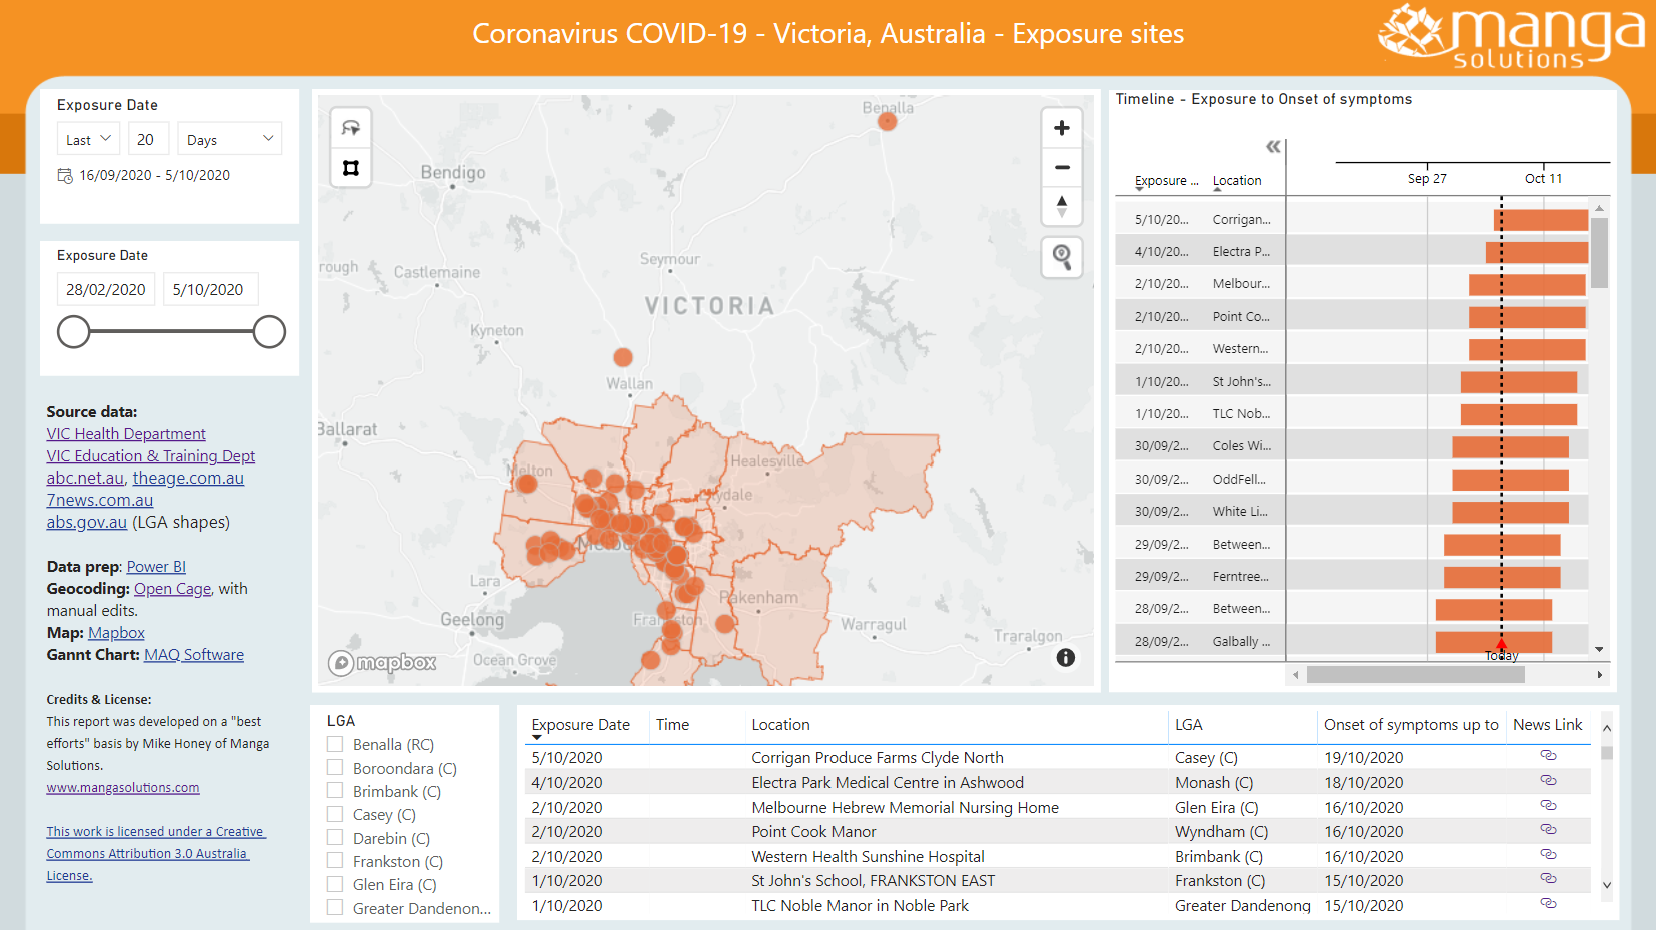 Coronavirus COVID-19 - Victoria, Australia - Exposure sites
manga
solutions
Exposure Date
Last 20 Days
16/09/2020 - 5/10/2020
Exposure Date
28/02/2020 5/10/2020
Source data:
VIC Health Department
VIC Education & Training Dept
abc.net.au, theage.com.au
7news.com.au
abs.gov.au (LGA shapes)
Data prep: Power BI
Geocoding: Open Cage, with
manual edits.
Map: Mapbox
Gannt Chart: MAQ Software
Credits & License:
This report was developed on a "best
efforts" basis by Mike Honey of Manga
Solutions.
www.mangasolutions.com
This work is licensed under a Creative
Commons Attribution 3.0 Australia
License.
Benalla
Bendigo
Seymour
rough
Castlemaine
VICTORIA
Kyneton
Wallan
Ballarat
Healesville
Melton
Lilydale
Melbo
Lara
Pakenham
Geelong
Frankston
Warragul
Traralgon
Ocean Grove
mapbox
Timeline - Exposure to Onset of symptoms
Exposure ... Location Sep 27 Oct 11
5/10/20... Corrigan...
4/10/20... Electra P...
2/10/20... Melbour...
2/10/20... Point Co...
2/10/20... Western...
1/10/20... St John's...
1/10/20... TLC Nob...
30/09/2... Coles Wi...
30/09/2... OddFell...
30/09/2... White Li...
29/09/2... Between...
29/09/2... Ferntree...
28/09/2... Between...
28/09/2... Galbally ...
Today
LGA
Benalla (RC)
Boroondara (C)
Brimbank (C)
Casey (C)
Darebin (C)
Frankston (C)
Glen Eira (C)
Greater Dandenon...
Exposure Date Time Location LGA Onset of symptoms up to News Link
5/10/2020 Corrigan Produce Farms Clyde North Casey (C) 19/10/2020
4/10/2020 Electra Park Medical Centre in Ashwood Monash (C) 18/10/2020
2/10/2020 Melbourne Hebrew Memorial Nursing Home Glen Eira (C) 16/10/2020
2/10/2020 Point Cook Manor Wyndham (C) 16/10/2020
2/10/2020 Western Health Sunshine Hospital Brimbank (C) 16/10/2020
1/10/2020 St John's School, FRANKSTON EAST Frankston (C) 15/10/2020
1/10/2020 TLC Noble Manor in Noble Park Greater Dandenong 15/10/2020